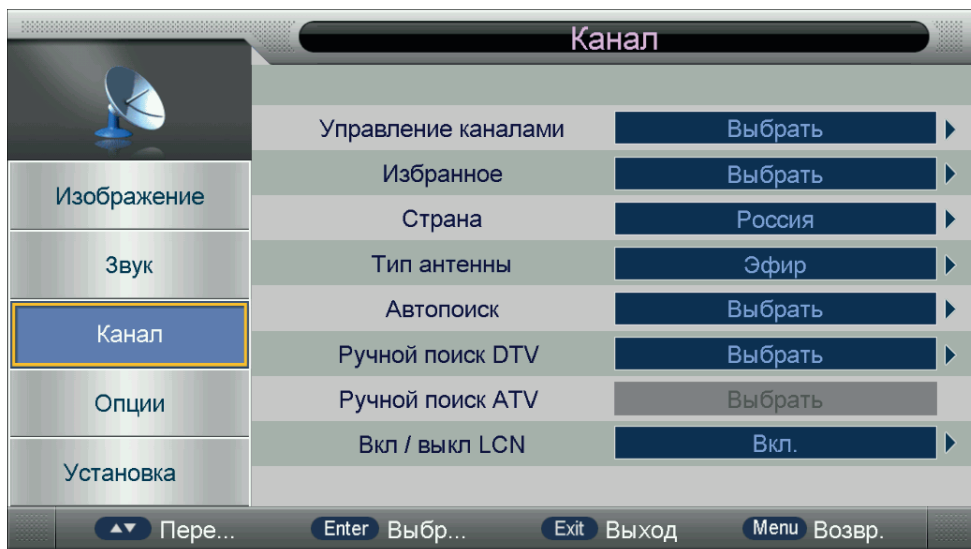 Канал
Управление каналами Выбрать
Избранное Выбрать
Страна Россия
Тип антенны Эфир
Автопоиск Выбрать
Ручной поиск DTV Выбрать
Ручной поиск ATV Выбрать
Вкл / выкл LCN Вкл.
Изображение
Звук
Канал
Опции
Установка
Пере... Enter Выбр... Exit Выход Menu Возвр.